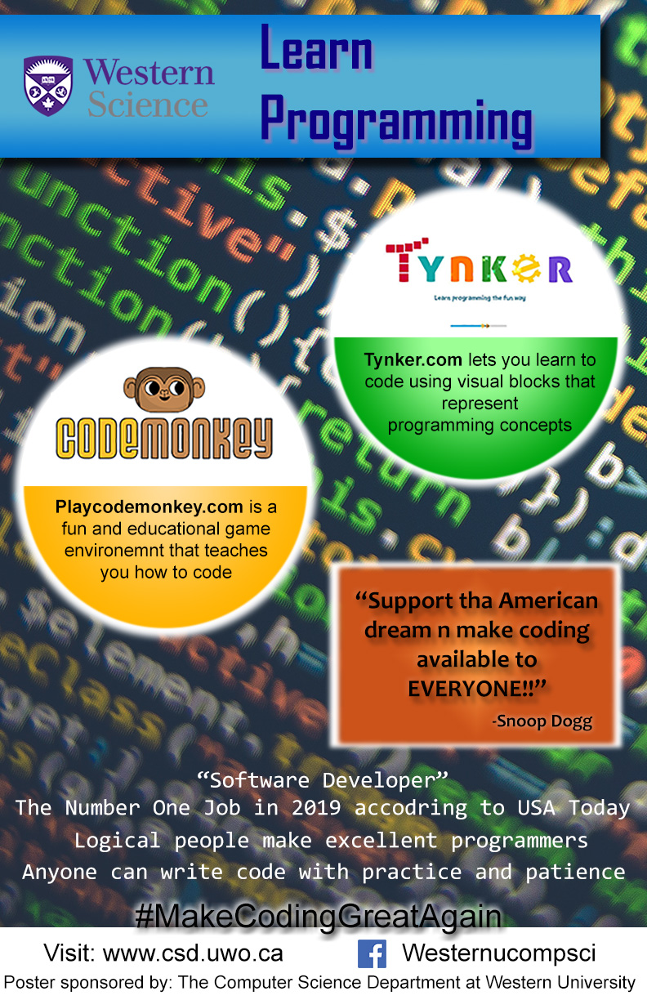 Western
Science
Learn
Programming
TYNKER
Learn programming the fun way
Tynker.com lets you learn to
code using visual blocks that
represent
programming concepts
CODEMONKEY
Playcodemonkey.com is a
fun and educational game
environemnt that teaches
you how to code
“Support tha American
dream n make coding
available to
EVERYONE!!”
-Snoop Dogg
“Software Developer”
The Number One Job in 2019 accodring to USA Today
Logical people make excellent programmers
Anyone can write code with practice and patience
#MakeCodingGreatAgain
Visit: www.csd.uwo.ca
f Westernucompsci
Poster sponsored by: The Computer Science Department at Western University